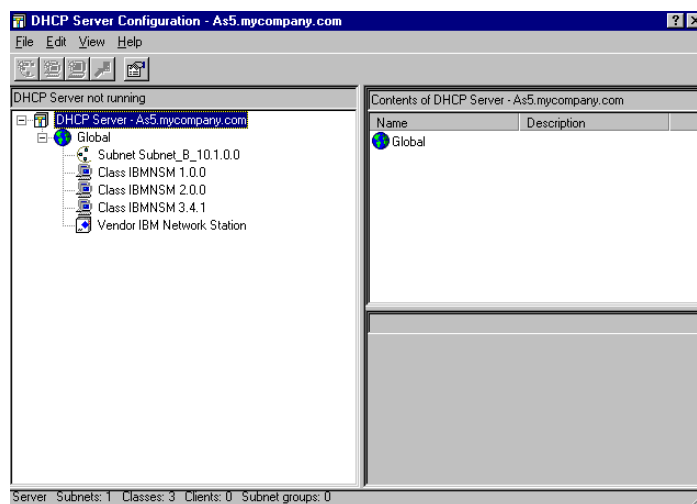 DHCP Server Configuration - As5.mycompany.com
File Edit View Help
DHCP Server not running
DHCP Server - As5.mycompany.com
Global
Subnet Subnet_B_10.1.0.0
Class IBMNSM 1.0.0
Class IBMNSM 2.0.0
Class IBMNSM 3.4.1
Vendor IBM Network Station
Contents of DHCP Server - As5.mycompany.com
Name Description
Global
Server Subnets: 1 Classes: 3 Clients: 0 Subnet groups: 0